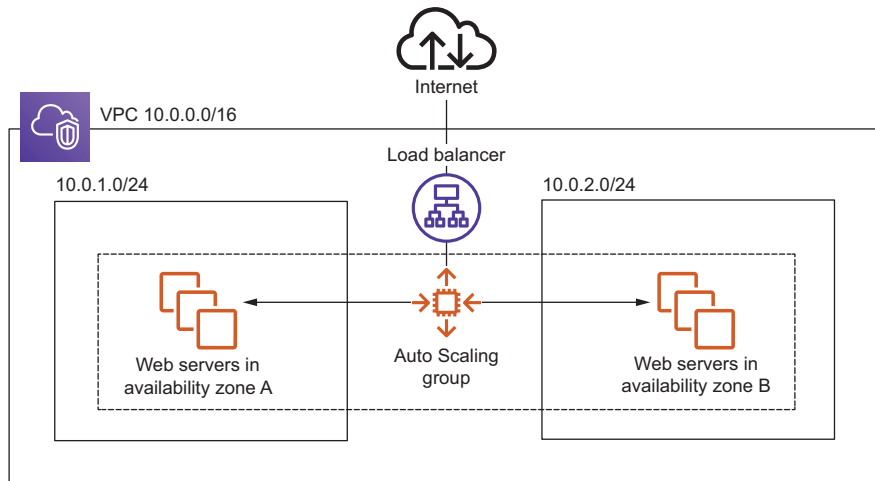 Internet
VPC 10.0.0.0/16
Load balancer
10.0.1.0/24
10.0.2.0/24
Web servers in
availability zone A
Auto Scaling
group
Web servers in
availability zone B